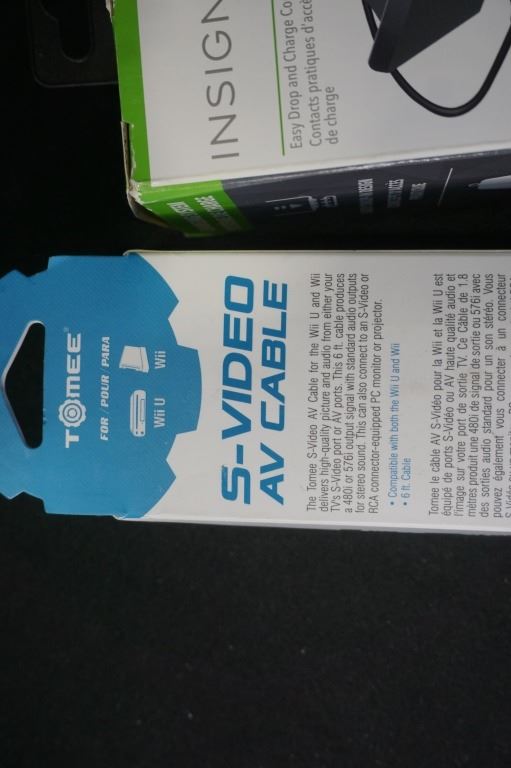 INSIGN
Easy Drop and Charge Co
Contacts pratiques d'accè
de charge
TOMEE®
FOR / POUR / PARA
Wii U
Wii
S-VIDEO
AV CABLE
The Tomee S-Video AV Cable for the Wii U and Wii
delivers high-quality picture and audio from either your
TV's S-Video port or AV ports. This 6 ft. cable produces
a 480i or 576i output signal with standard audio outputs
for stereo sound. This can also connect to an S-Video or
RCA connector-equipped PC monitor or projector.
• Compatible with both the Wii U and Wii
• 6 ft. Cable
Tomee le câble AV S-Vidéo pour la Wii et la Wii U est
équipé de ports S-Vidéo ou AV haute qualité audio et
l'image sur votre port de sortie TV. Ce Câble de 1.8
mètres produit une 480i de signal de sortie ou 576i avec
des sorties audio standard pour un son stéréo. Vous
pouvez également vous connecter à un connecteur